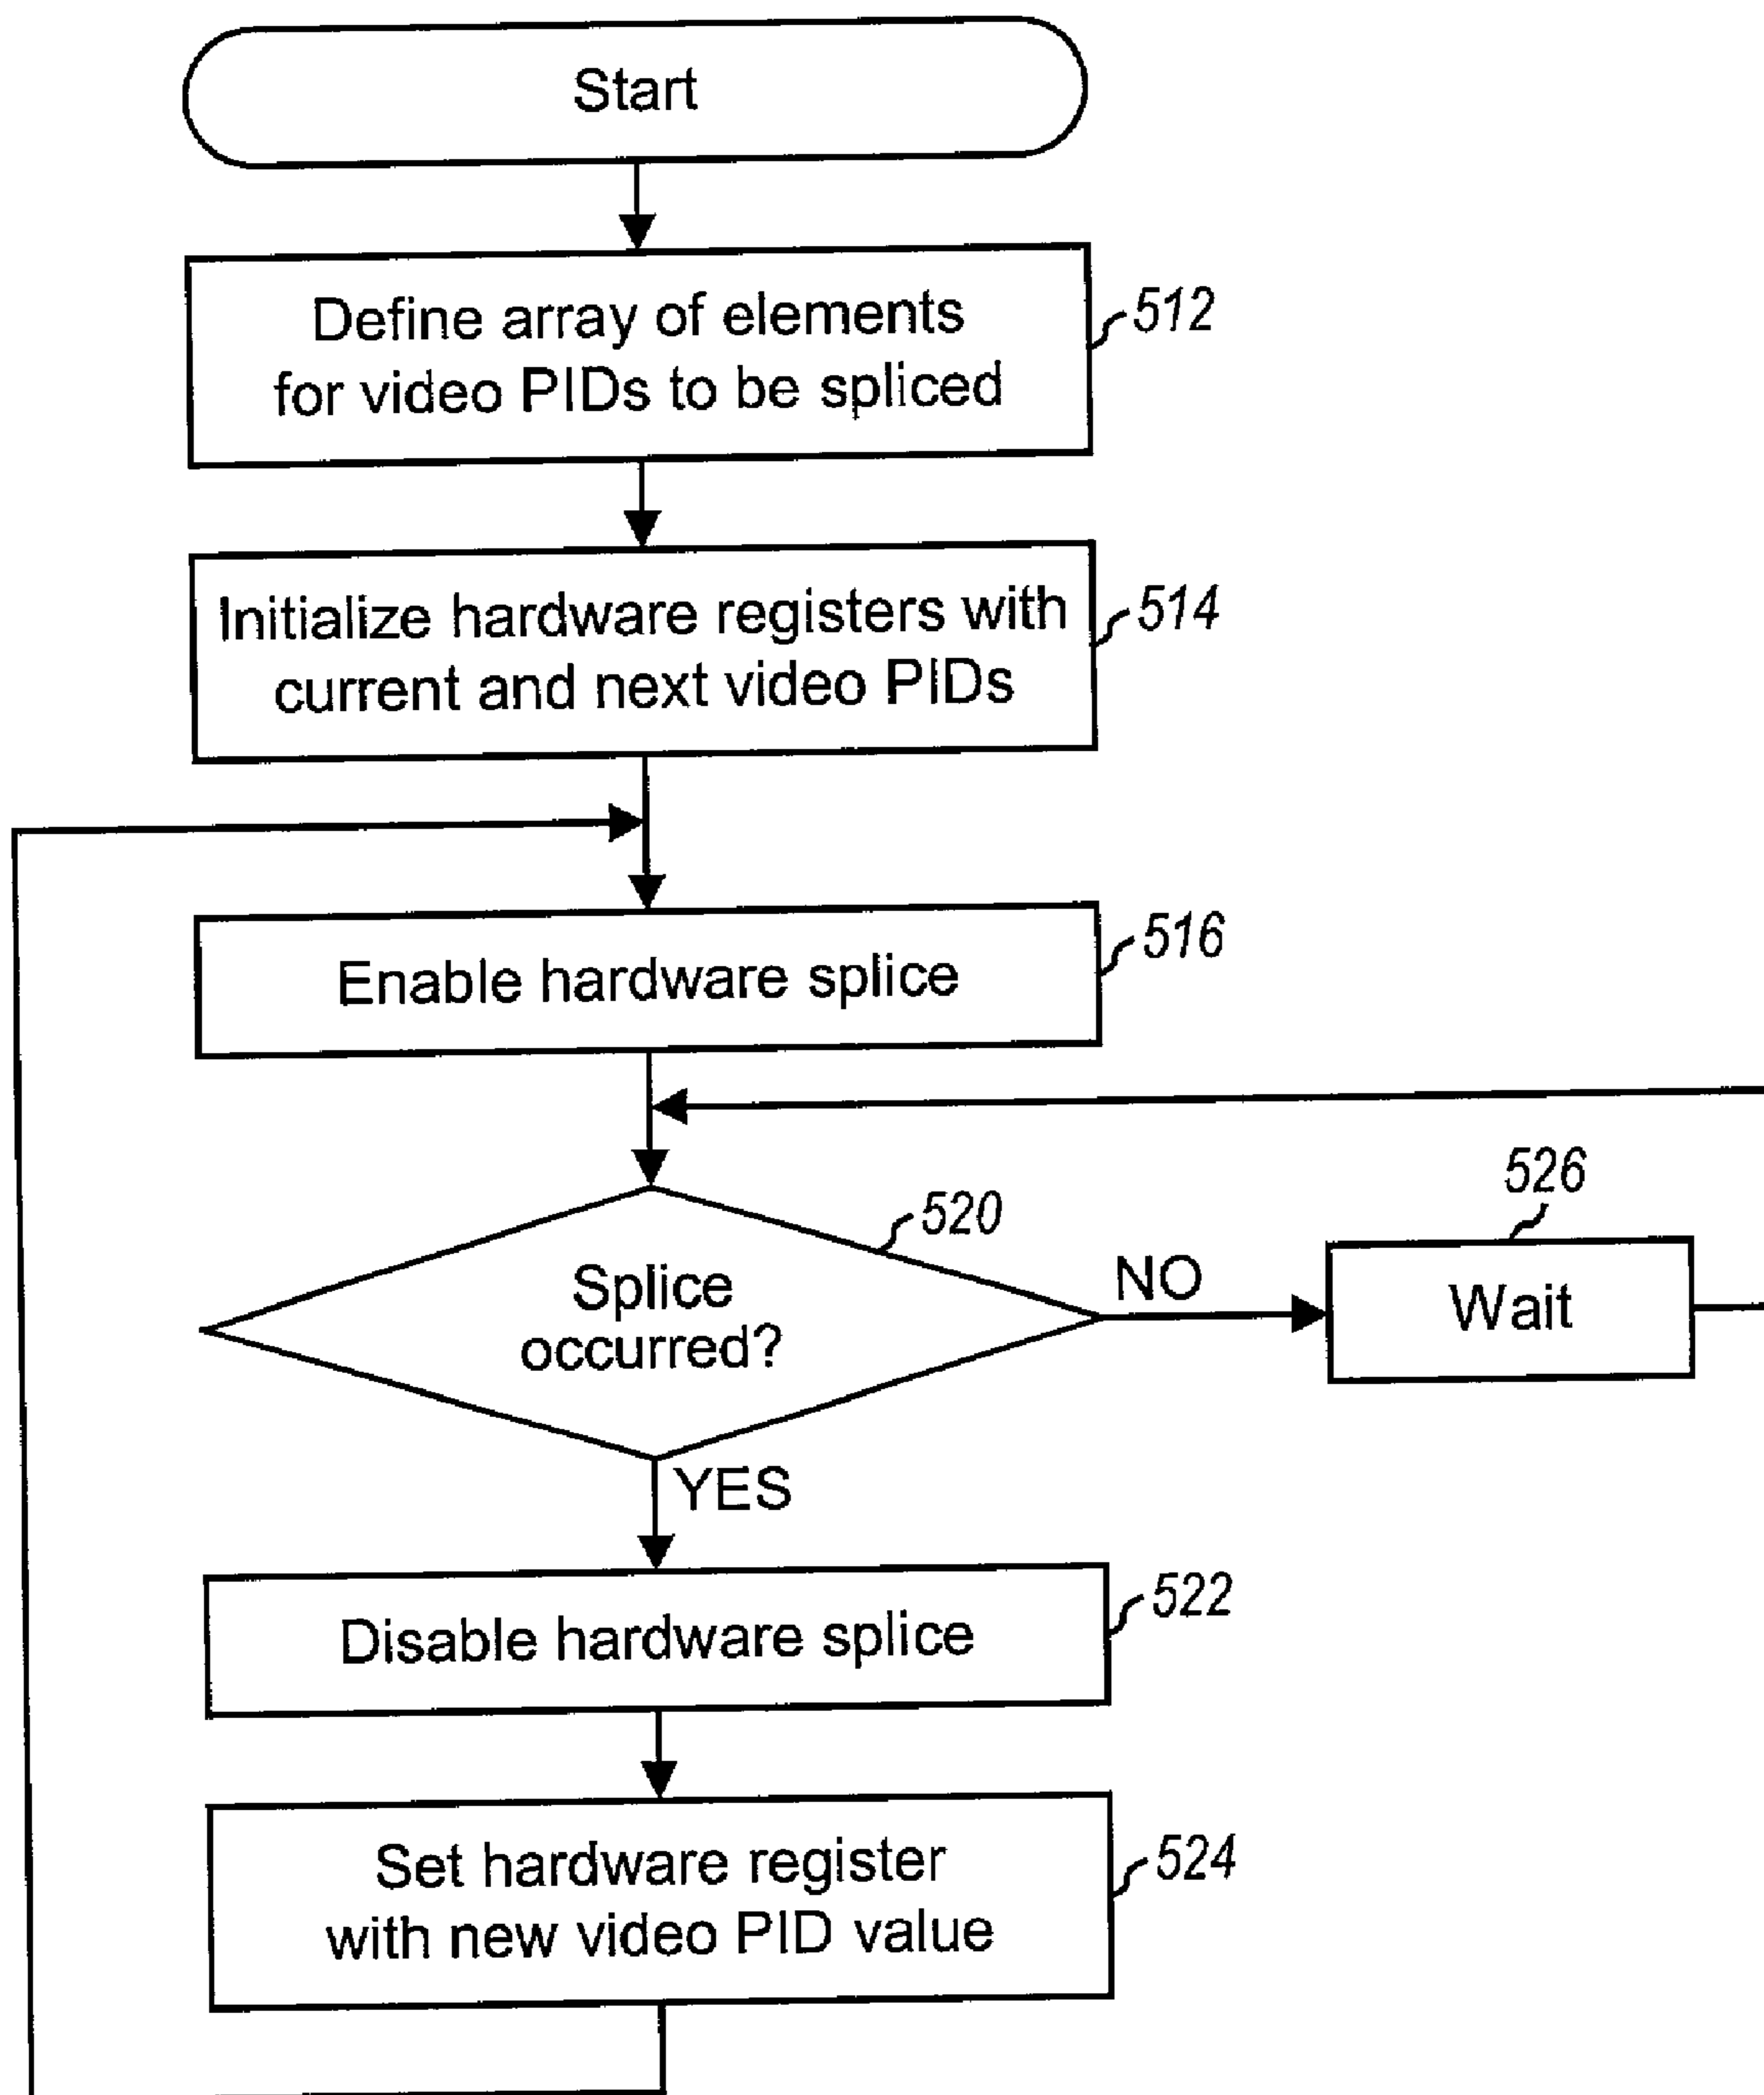 Start
Define array of elements
for video PIDs to be spliced
512
Initialize hardware registers with
current and next video PIDs
514
Enable hardware splice
516
Splice
occurred?
520
NO
526
Wait
YES
Disable hardware splice
522
Set hardware register
with new video PID value
524